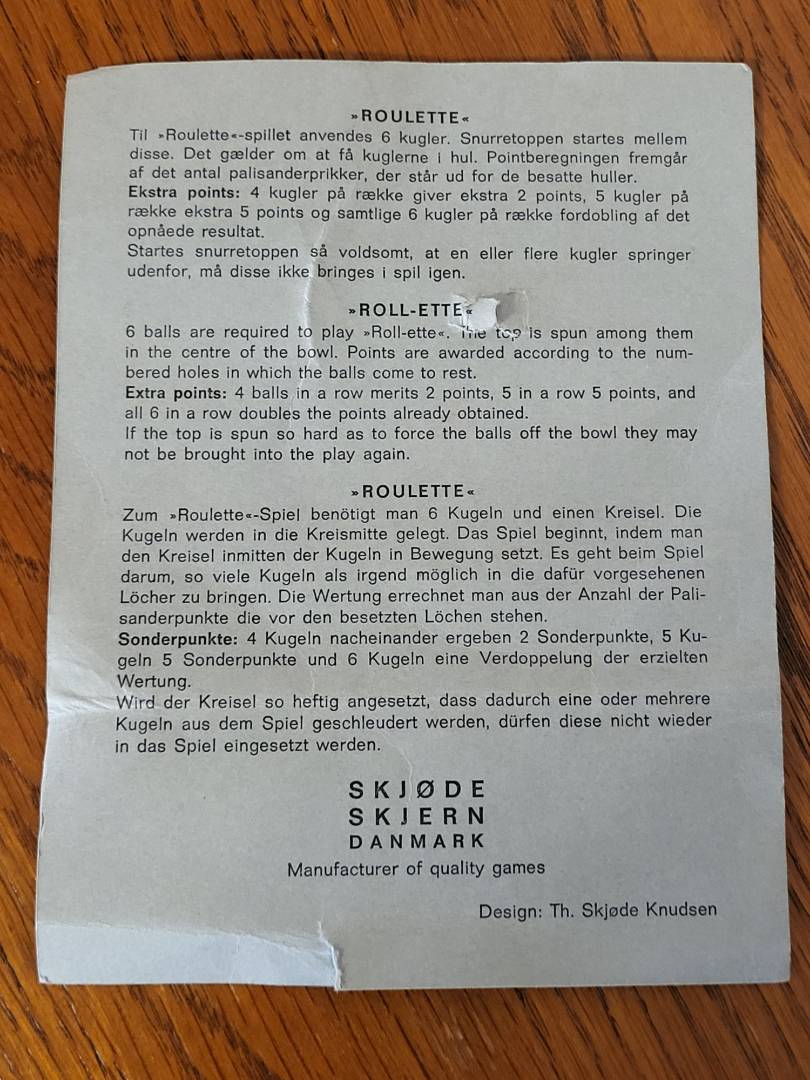 »ROULETTE«
Til »Roulette«-spillet anvendes 6 kugler. Snurretoppen startes mellem
disse. Det gælder om at få kuglerne i hul. Pointberegningen fremgår
af det antal palisanderprikker, der står ud for de besatte huller.
Ekstra points: 4 kugler på række giver ekstra 2 points, 5 kugler på
række ekstra 5 points og samtlige 6 kugler på række fordobling af det
opnåede resultat.
Startes snurretoppen så voldsomt, at en eller flere kugler springer
udenfor, må disse ikke bringes i spil igen.
»ROLL-ETTE«
6 balls are required to play »Roll-ette«. The top is spun among them
in the centre of the bowl. Points are awarded according to the num-
bered holes in which the balls come to rest.
Extra points: 4 balls in a row merits 2 points, 5 in a row 5 points, and
all 6 in a row doubles the points already obtained.
If the top is spun so hard as to force the balls off the bowl they may
not be brought into the play again.
»ROULETTE«
Zum »Roulette«-Spiel benötigt man 6 Kugeln und einen Kreisel. Die
Kugeln werden in die Kreismitte gelegt. Das Spiel beginnt, indem man
den Kreisel inmitten der Kugeln in Bewegung setzt. Es geht beim Spiel
darum, so viele Kugeln als irgend möglich in die dafür vorgesehenen
Löcher zu bringen. Die Wertung errechnet man aus der Anzahl der Pali-
sanderpunkte die vor den besetzten Löchen stehen.
Sonderpunkte: 4 Kugeln nacheinander ergeben 2 Sonderpunkte, 5 Ku-
geln 5 Sonderpunkte und 6 Kugeln eine Verdoppelung der erzielten
Wertung.
Wird der Kreisel so heftig angesetzt, dass dadurch eine oder mehrere
Kugeln aus dem Spiel geschleudert werden, dürfen diese nicht wieder
in das Spiel eingesetzt werden.
SKJØDE
SKJERN
DANMARK
Manufacturer of quality games
Design: Th. Skjøde Knudsen